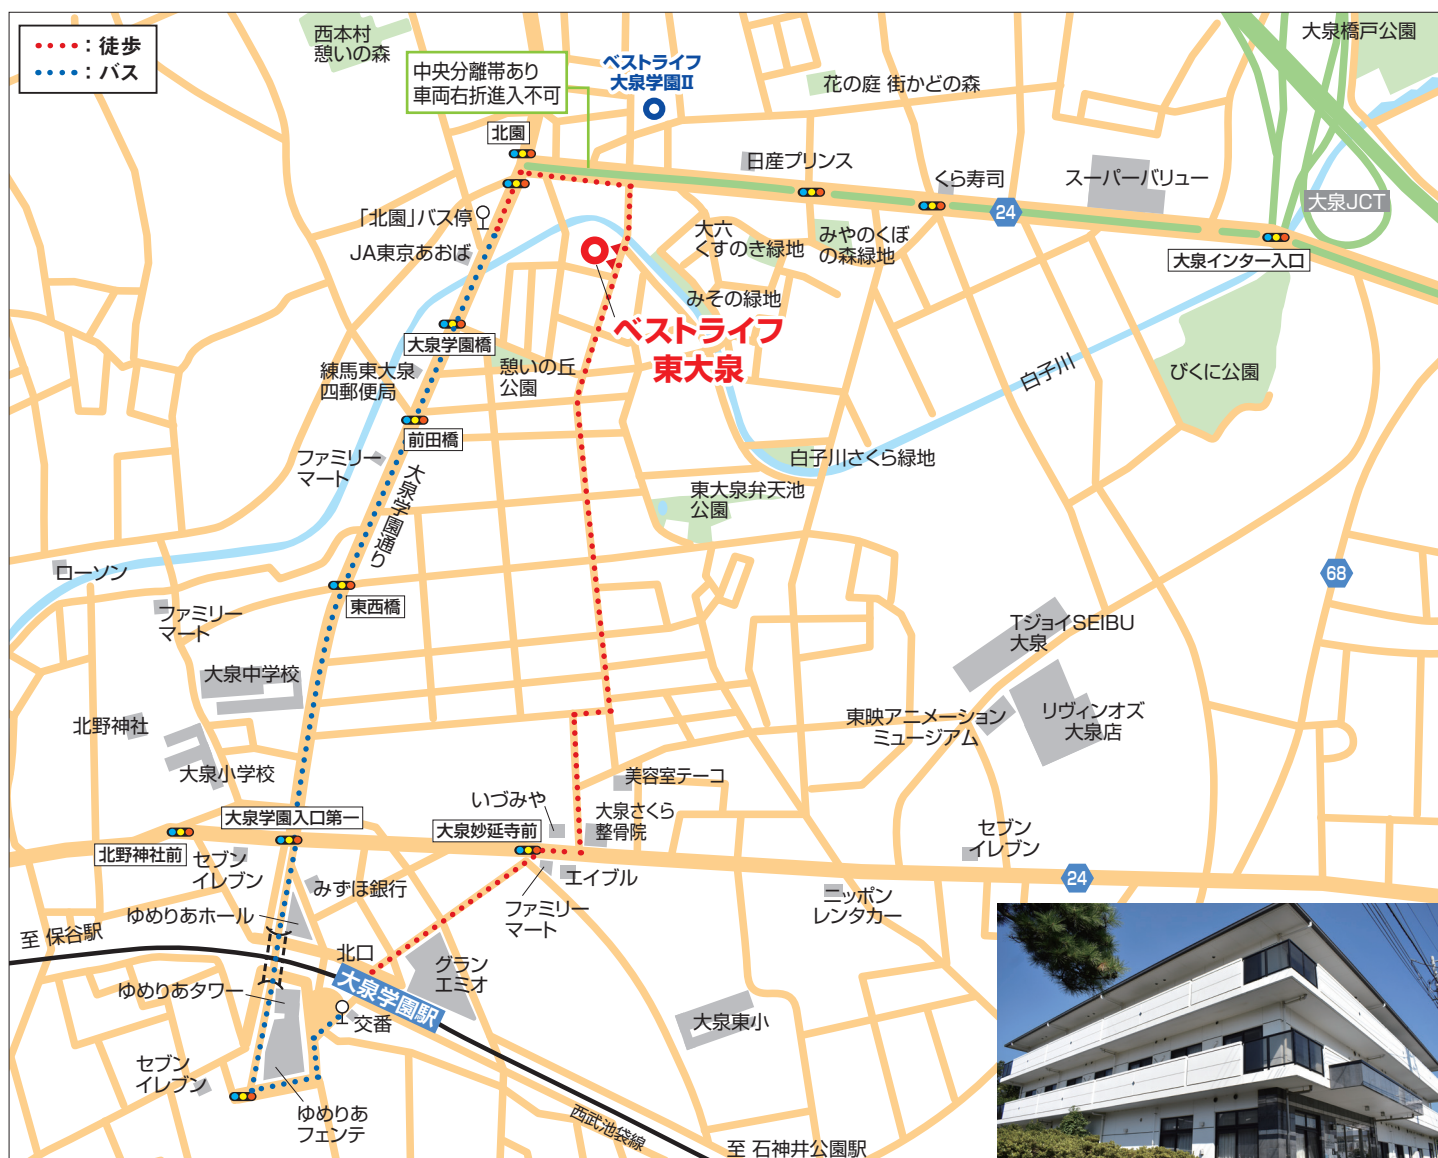 ：徒歩
：バス
西本村
憩いの森
中央分離帯あり
車両右折進入不可
ベストライフ
大泉学園Ⅱ
花の庭 街かどの森
大泉橋戸公園
北園
日産プリンス
くら寿司
スーパーバリュー
24
大泉JCT
「北園」バス停
JA東京あおば
大六
くすのき緑地
みやのくぼ
の森緑地
大泉インター入口
みその緑地
ベストライフ
東大泉
大泉学園橋
憩いの丘
公園
練馬東大泉
四郵便局
白子川
びくに公園
前田橋
ファミリー
マート
大泉学園通り
白子川さくら緑地
東大泉弁天池
公園
ローソン
東西橋
ファミリー
マート
68
TジョイSEIBU
大泉
大泉中学校
北野神社
東映アニメーション
ミュージアム
リヴィンオズ
大泉店
大泉小学校
美容室テーコ
いづみや
大泉さくら
整骨院
大泉学園入口第一
大泉妙延寺前
北野神社前
セブン
イレブン
セブン
イレブン
みずほ銀行
エイブル
24
ファミリー
マート
ニッポン
レンタカー
ゆめりあホール
至 保谷駅
北口
グラン
エミオ
大泉学園駅
ゆめりあタワー
交番
大泉東小
セブン
イレブン
ゆめりあ
フェンテ
西武池袋線
至 石神井公園駅